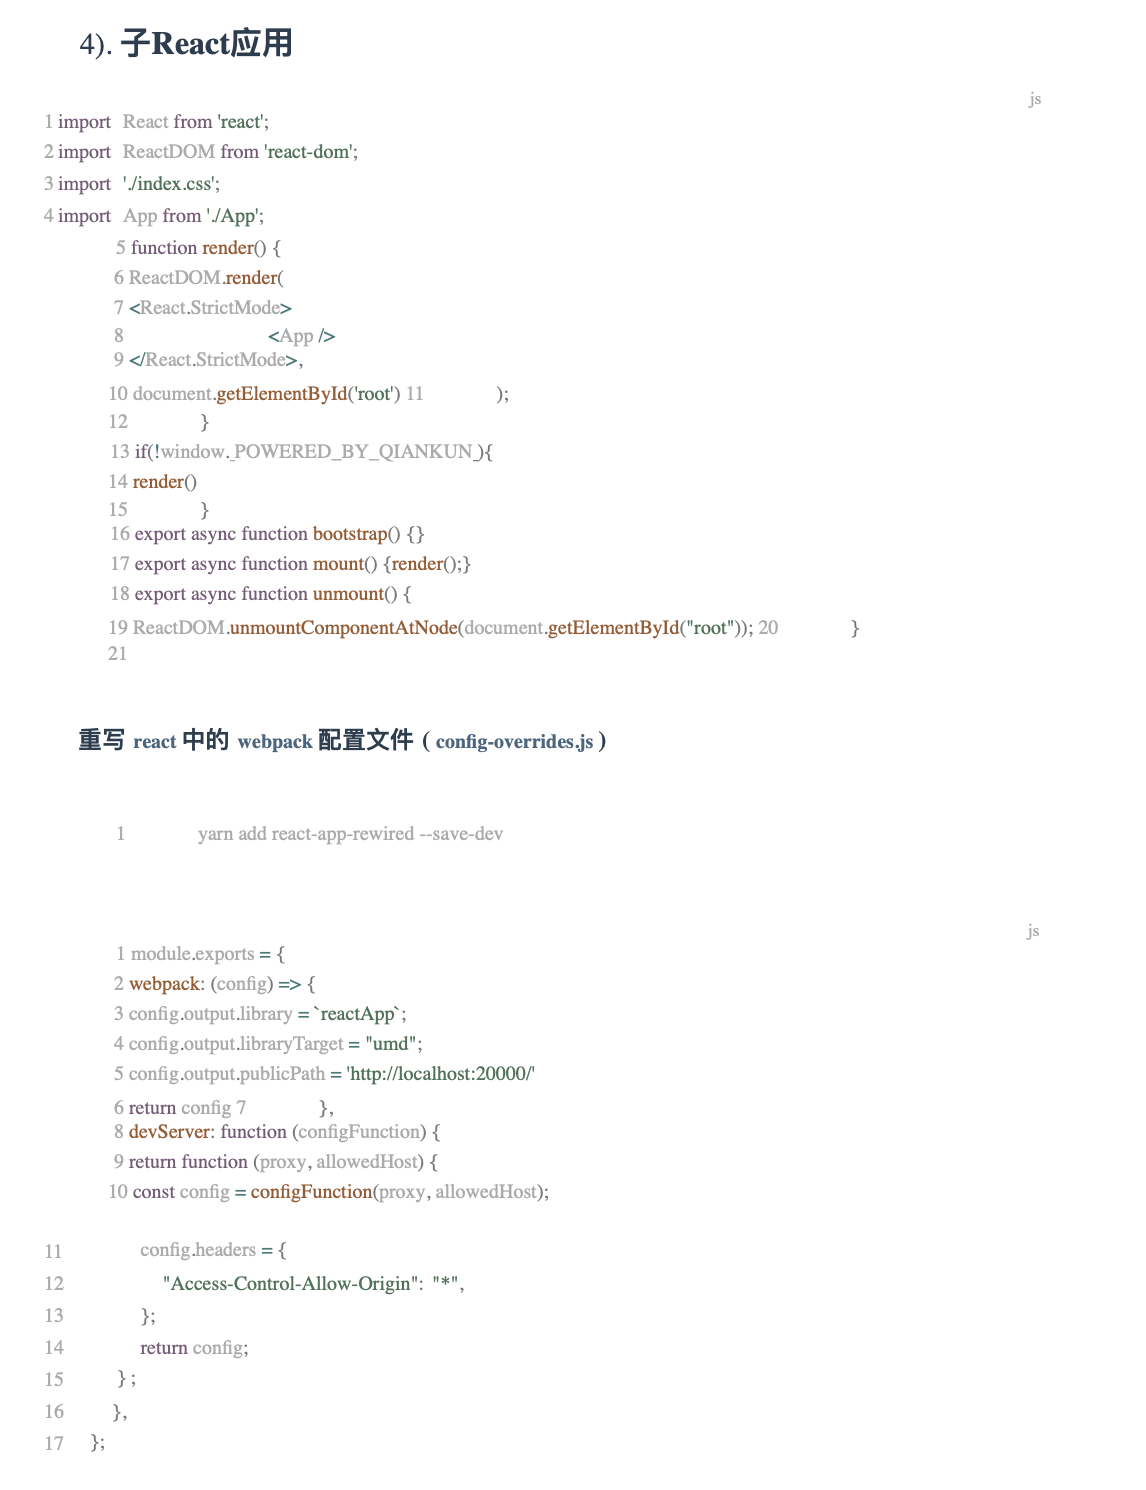 4). 子React应用
js
1 import React from 'react';
2 import ReactDOM from 'react-dom';
3 import './index.css';
4 import App from './App';
5 function render() {
6 ReactDOM.render(
7 <React.StrictMode>
8 <App />
9 </React.StrictMode>,
10 document.getElementById('root') 11 );
12 }
13 if(!window._POWERED_BY_QIANKUN_){
14 render()
15 }
16 export async function bootstrap() {}
17 export async function mount() {render();}
18 export async function unmount() {
19 ReactDOM.unmountComponentAtNode(document.getElementById("root")); 20 }
21
重写 react 中的 webpack 配置文件 ( config-overrides.js )
1 yarn add react-app-rewired --save-dev
js
1 module.exports = {
2 webpack: (config) => {
3 config.output.library = `reactApp`;
4 config.output.libraryTarget = "umd";
5 config.output.publicPath = 'http://localhost:20000/'
6 return config 7 },
8 devServer: function (configFunction) {
9 return function (proxy, allowedHost) {
10 const config = configFunction(proxy, allowedHost);
11 config.headers = {
12 "Access-Control-Allow-Origin": "*",
13 };
14 return config;
15 } ;
16 },
17 };